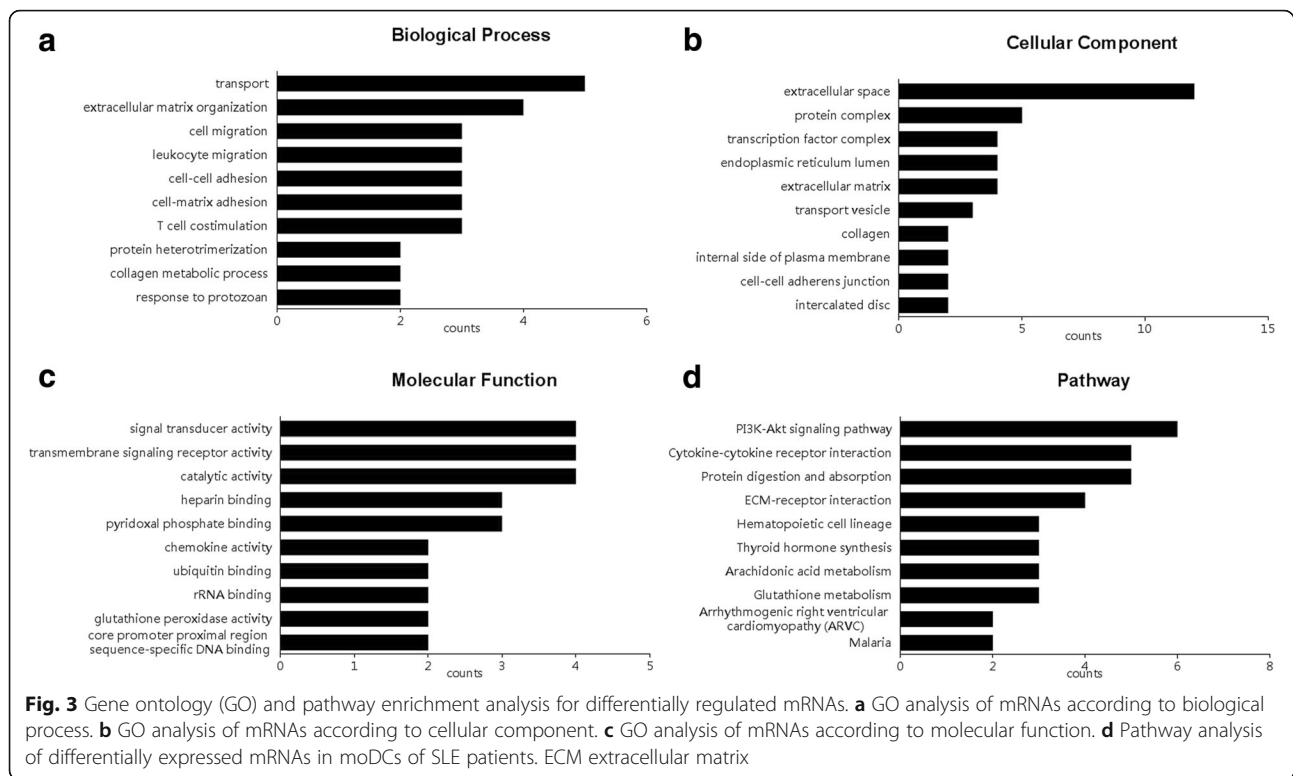 a
Biological Process
transport
extracellular matrix organization
cell migration
leukocyte migration
cell-cell adhesion
cell-matrix adhesion
T cell costimulation
protein heterotrimerization
collagen metabolic process
response to protozoan
0 2 4 6
counts
b
Cellular Component
extracellular space
protein complex
transcription factor complex
endoplasmic reticulum lumen
extracellular matrix
transport vesicle
collagen
internal side of plasma membrane
cell-cell adherens junction
intercalated disc
0 5 10 15
counts
c
Molecular Function
signal transducer activity
transmembrane signaling receptor activity
catalytic activity
heparin binding
pyridoxal phosphate binding
chemokine activity
ubiquitin binding
rRNA binding
glutathione peroxidase activity
core promoter proximal region
sequence-specific DNA binding
0 1 2 3 4 5
counts
d
Pathway
PI3K-Akt signaling pathway
Cytokine-cytokine receptor interaction
Protein digestion and absorption
ECM-receptor interaction
Hematopoietic cell lineage
Thyroid hormone synthesis
Arachidonic acid metabolism
Glutathione metabolism
Arrhythmogenic right ventricular
cardiomyopathy (ARVC)
Malaria
0 2 4 6 8
counts
Fig. 3 Gene ontology (GO) and pathway enrichment analysis for differentially regulated mRNAs. a GO analysis of mRNAs according to biological
process. b GO analysis of mRNAs according to cellular component. c GO analysis of mRNAs according to molecular function. d Pathway analysis
of differentially expressed mRNAs in moDCs of SLE patients. ECM extracellular matrix